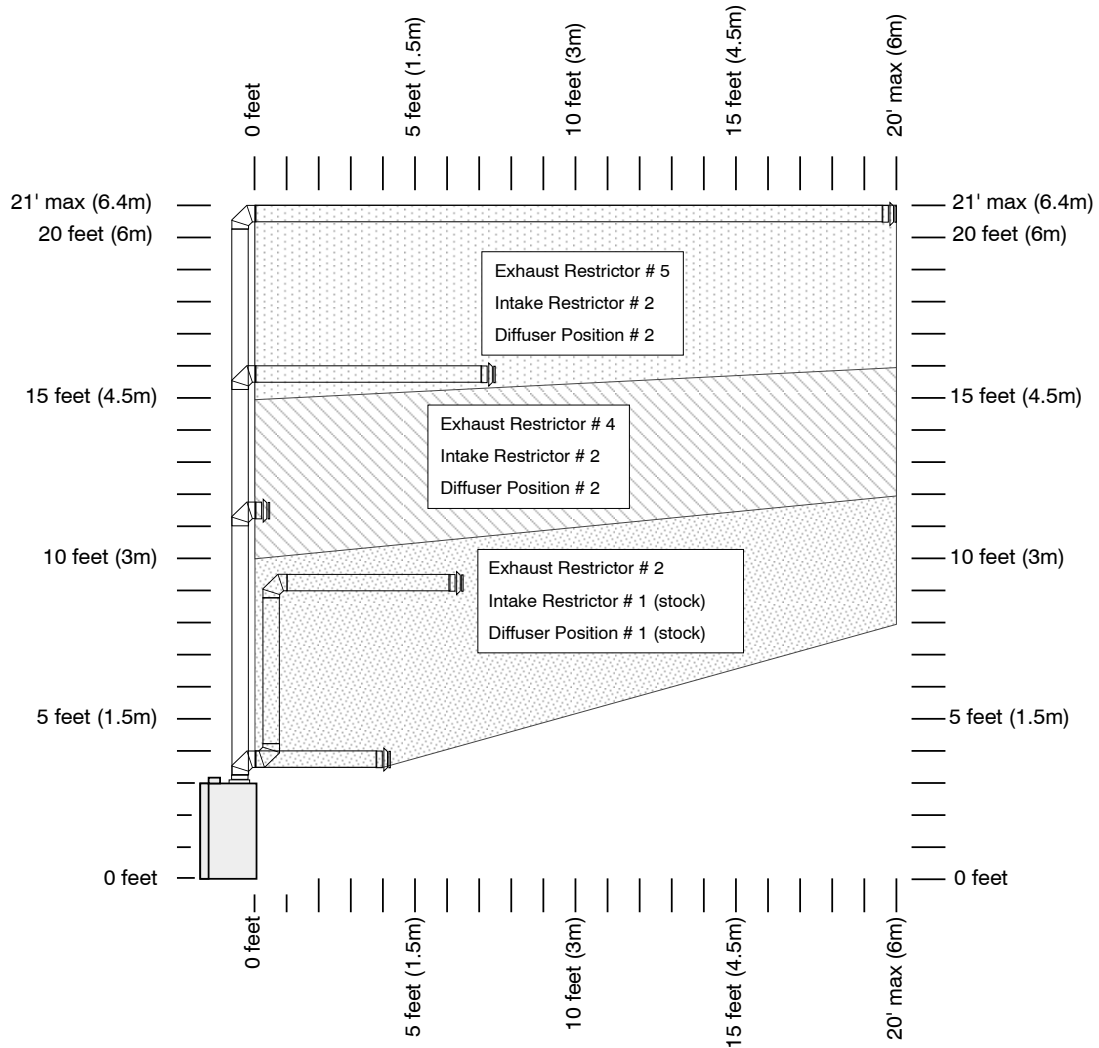 0 feet
5 feet (1.5m)
10 feet (3m)
15 feet (4.5m)
20' max (6m)
21' max (6.4m)
20 feet (6m)
15 feet (4.5m)
10 feet (3m)
5 feet (1.5m)
0 feet
Exhaust Restrictor # 5
Intake Restrictor # 2
Diffuser Position # 2
Exhaust Restrictor # 4
Intake Restrictor # 2
Diffuser Position # 2
Exhaust Restrictor # 2
Intake Restrictor # 1 (stock)
Diffuser Position # 1 (stock)
21' max (6.4m)
20 feet (6m)
15 feet (4.5m)
10 feet (3m)
5 feet (1.5m)
0 feet
0 feet
5 feet (1.5m)
10 feet (3m)
15 feet (4.5m)
20' max (6m)